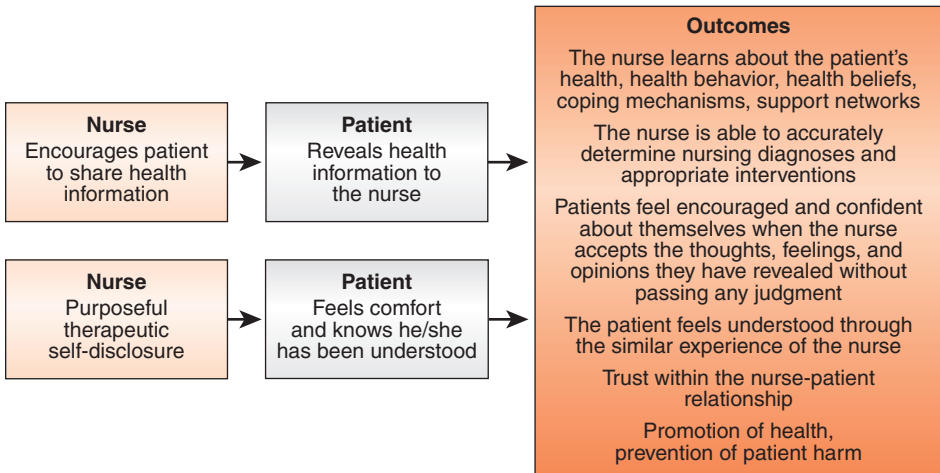 Nurse
Encourages patient
to share health
information
Patient
Reveals health
information to
the nurse
Nurse
Purposeful
therapeutic
self-disclosure
Patient
Feels comfort
and knows he/she
has been understood
Outcomes
The nurse learns about the patient's
health, health behavior, health beliefs,
coping mechanisms, support networks
The nurse is able to accurately
determine nursing diagnoses and
appropriate interventions
Patients feel encouraged and confident
about themselves when the nurse
accepts the thoughts, feelings, and
opinions they have revealed without
passing any judgment
The patient feels understood through
the similar experience of the nurse
Trust within the nurse-patient
relationship
Promotion of health,
prevention of patient harm